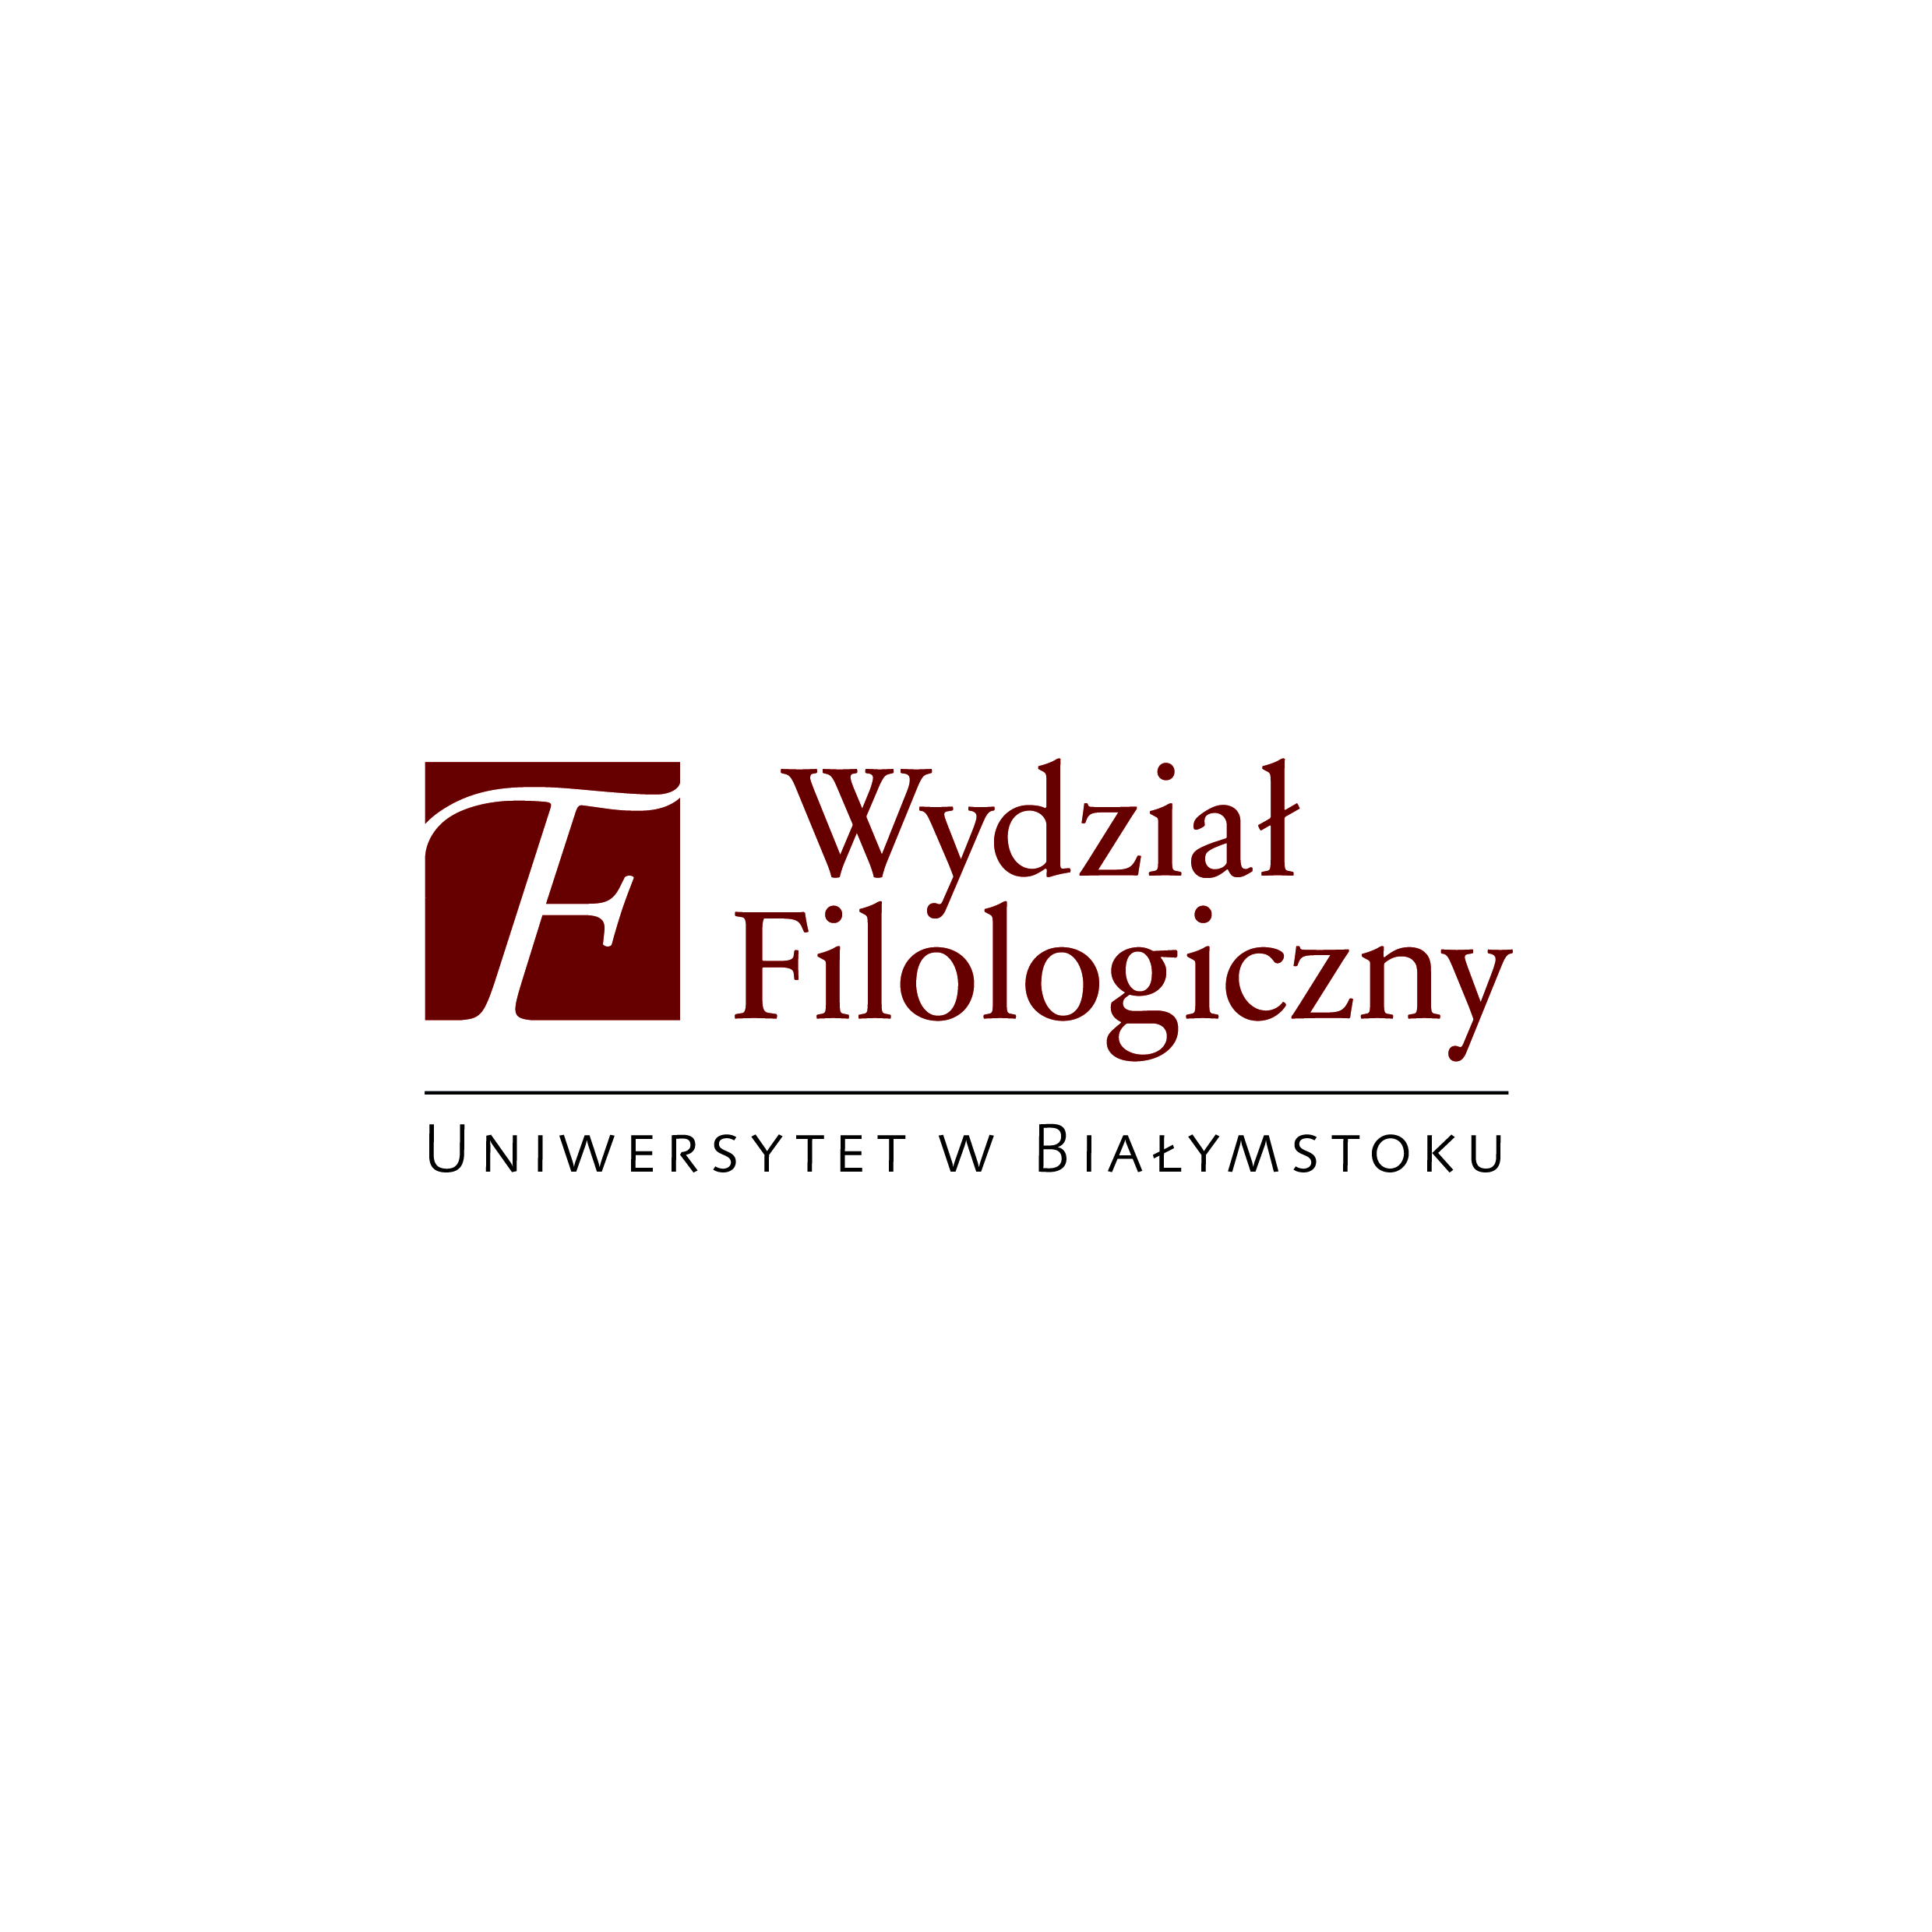 F
Wydział
Filologiczny
Uniwersytet w Białymstoku